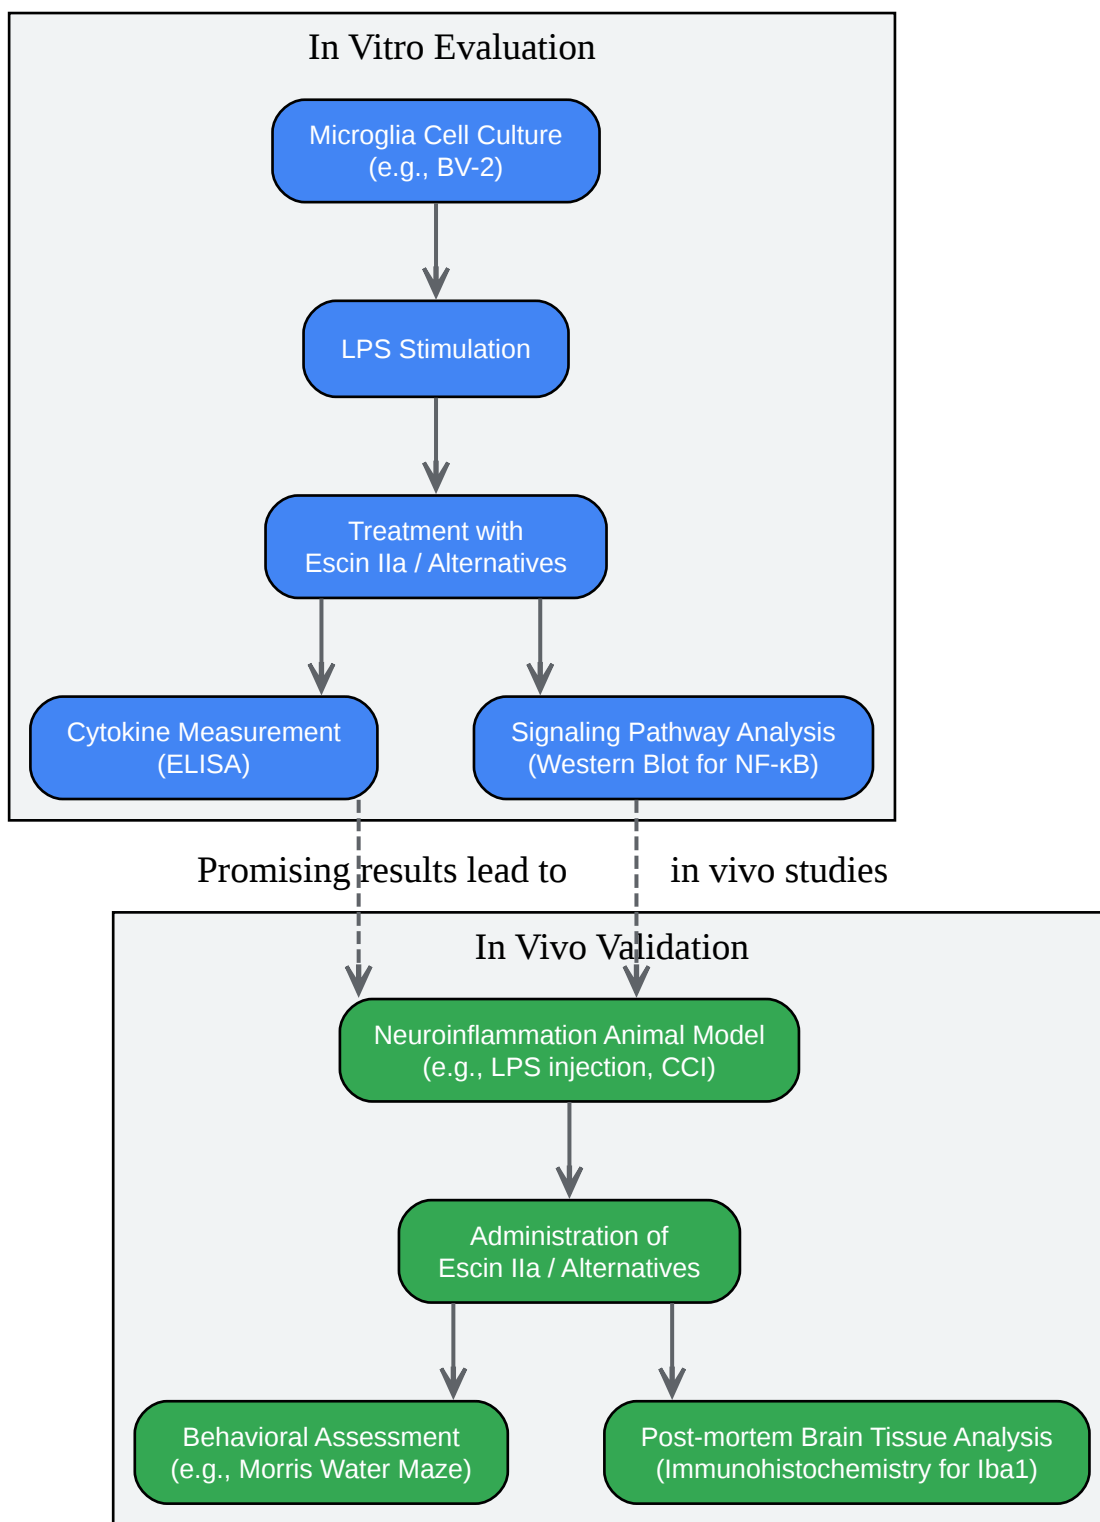 In Vitro Evaluation
Microglia Cell Culture
(e.g., BV-2)
LPS Stimulation
Treatment with
Escin IIa / Alternatives
Cytokine Measurement
(ELISA)
Signaling Pathway Analysis
(Western Blot for NF-κB)
Promising results lead to
in vivo studies
In Vivo Validation
Neuroinflammation Animal Model
(e.g., LPS injection, CCI)
Administration of
Escin IIa / Alternatives
Behavioral Assessment
(e.g., Morris Water Maze)
Post-mortem Brain Tissue Analysis
(Immunohistochemistry for Iba1)